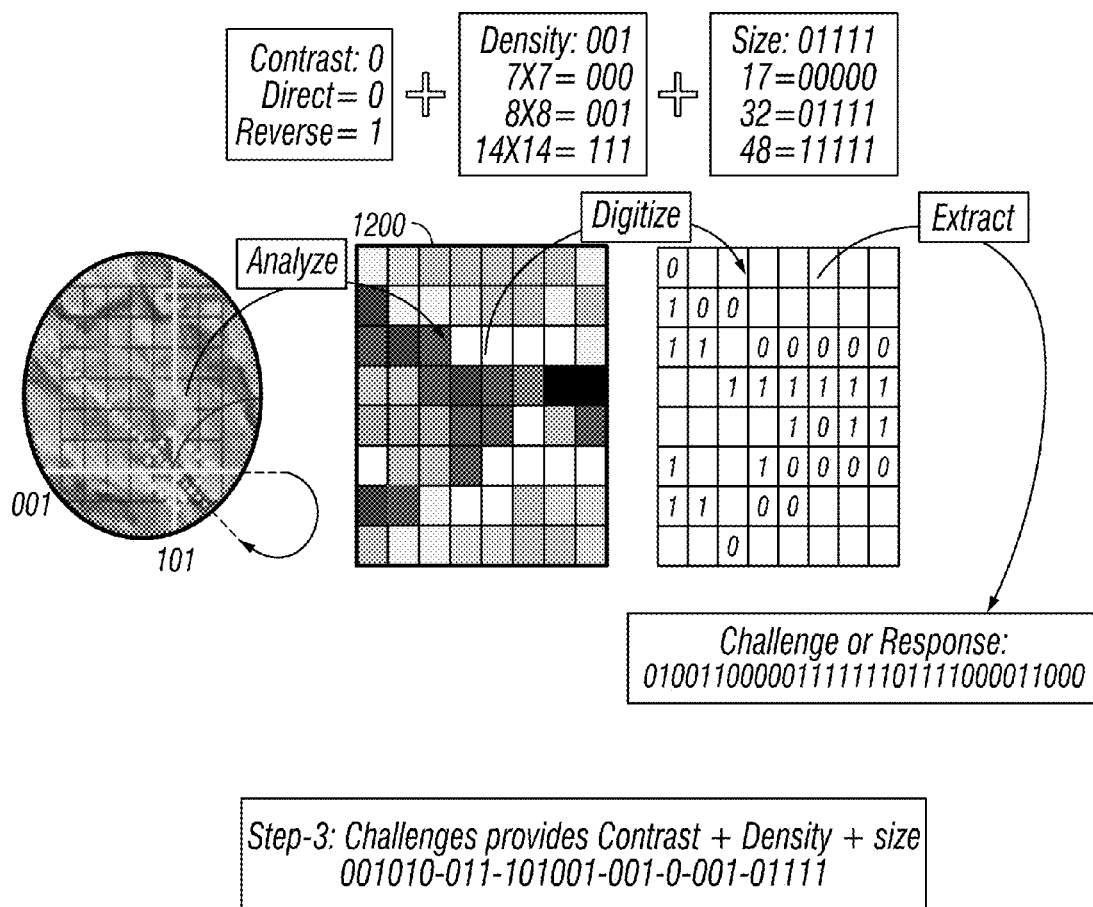 Contrast: 0
Direct= 0
Reverse= 1
Density: 001
7X7= 000
8X8= 001
14X14= 111
Size: 01111
17=00000
32=01111
48=11111
1200
Analyze
Digitize
Extract
001
101
0
1 0 0
1 1 0 0 0 0 0
1 1 1 1 1 1
1 0 1 1
1 1 0 0 0 0
1 1 0 0
0
Challenge or Response:
01001100000111111101111000011000
Step-3: Challenges provides Contrast + Density + size
001010-011-101001-001-0-001-01111